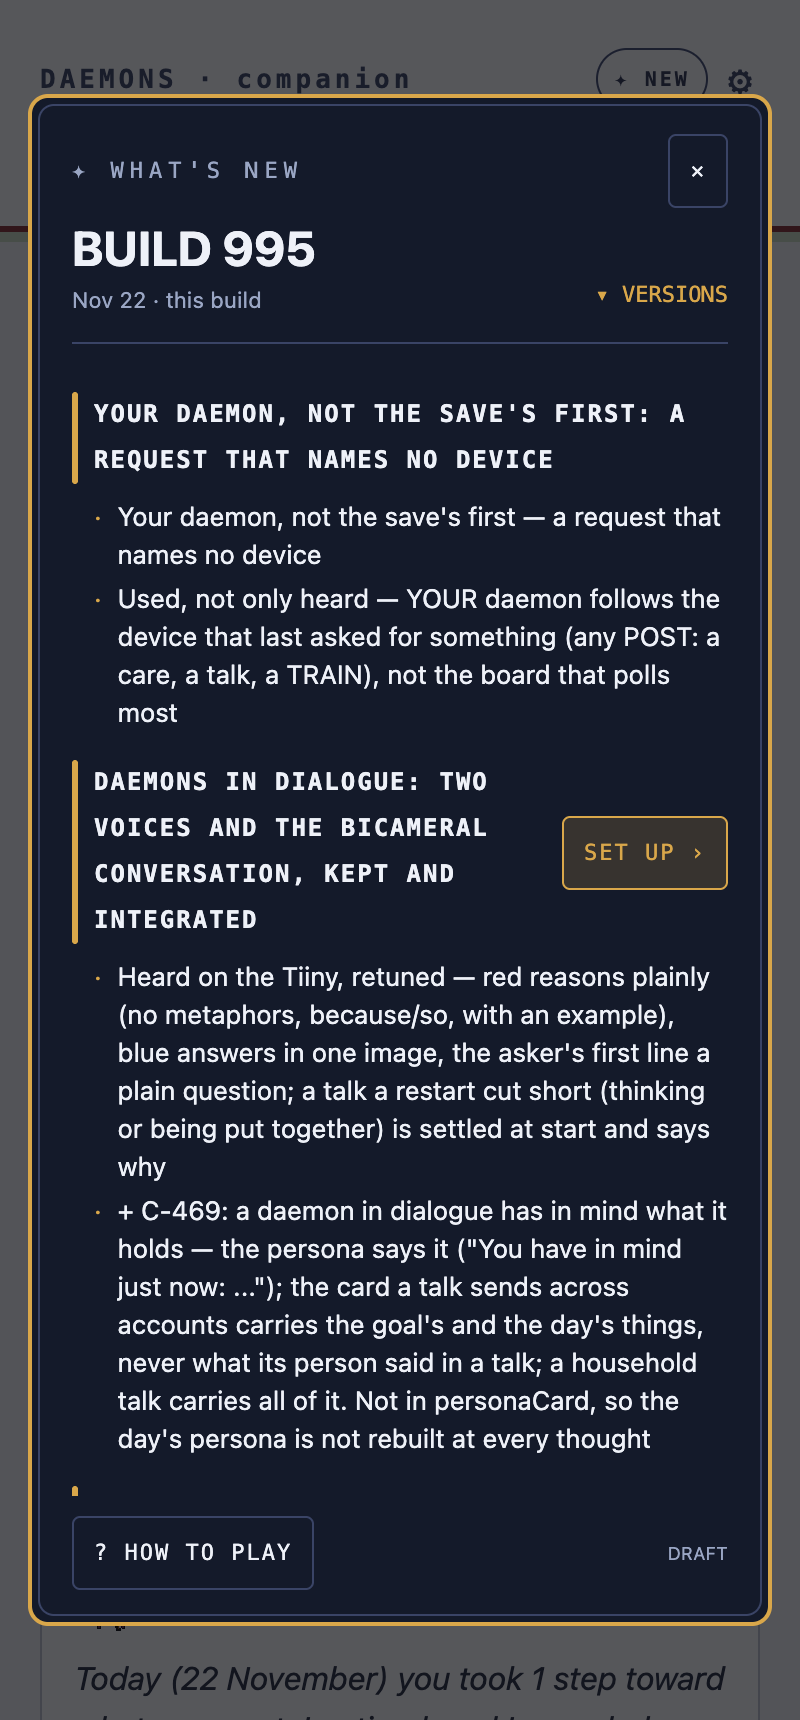 DAEMONS · companion
✦ NEW ⚙
✦ WHAT'S NEW
×
BUILD 995
Nov 22 · this build
▼ VERSIONS
YOUR DAEMON, NOT THE SAVE'S FIRST: A
REQUEST THAT NAMES NO DEVICE
· Your daemon, not the save's first — a request that
names no device
· Used, not only heard — YOUR daemon follows the
device that last asked for something (any POST: a
care, a talk, a TRAIN), not the board that polls
most
DAEMONS IN DIALOGUE: TWO
VOICES AND THE BICAMERAL
CONVERSATION, KEPT AND
INTEGRATED
SET UP ›
· Heard on the Tiiny, retuned — red reasons plainly
(no metaphors, because/so, with an example),
blue answers in one image, the asker's first line a
plain question; a talk a restart cut short (thinking
or being put together) is settled at start and says
why
· + C-469: a daemon in dialogue has in mind what it
holds — the persona says it ("You have in mind
just now: ..."); the card a talk sends across
accounts carries the goal's and the day's things,
never what its person said in a talk; a household
talk carries all of it. Not in personaCard, so the
day's persona is not rebuilt at every thought
? HOW TO PLAY
DRAFT
Today (22 November) you took 1 step toward